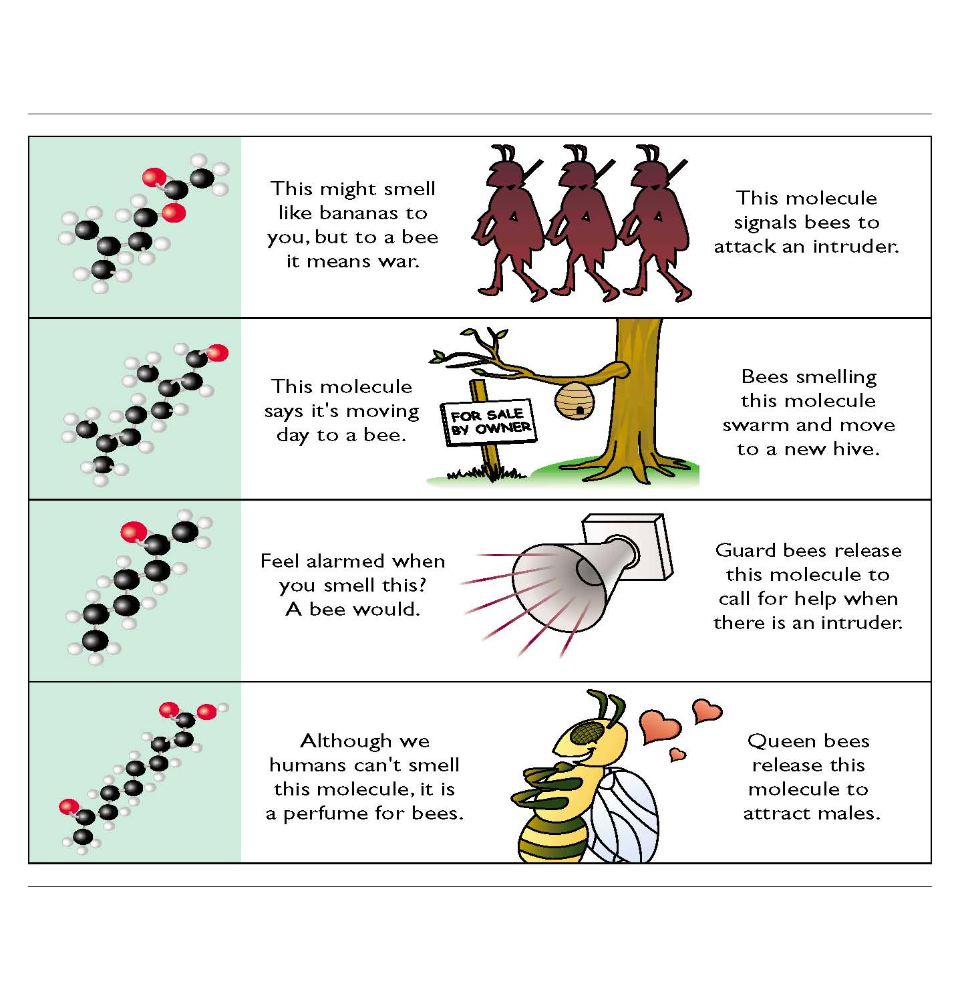 This might smell
like bananas to
you, but to a bee
it means war.
This molecule
signals bees to
attack an intruder.
This molecule
says it's moving
day to a bee.
FOR SALE
BY OWNER
Bees smelling
this molecule
swarm and move
to a new hive.
Feel alarmed when
you smell this?
A bee would.
Guard bees release
this molecule to
call for help when
there is an intruder.
Although we
humans can't smell
this molecule, it is
a perfume for bees.
Queen bees
release this
molecule to
attract males.